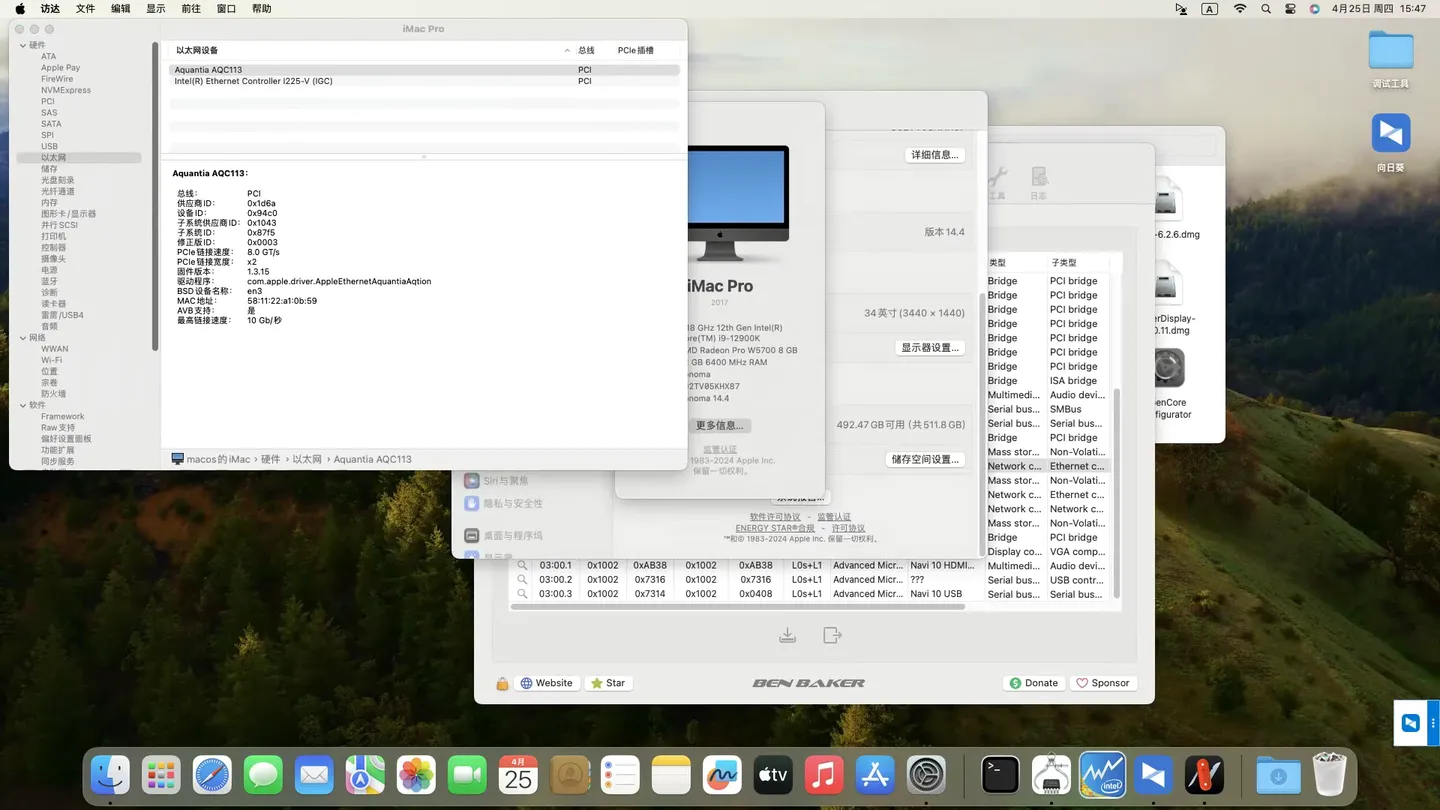 访达 文件 编辑 显示 前往 窗口 帮助
A 4月25日 周四 15:47
iMac Pro
硬件
ATA
Apple Pay
FireWire
NVMExpress
PCI
SAS
SATA
SPI
USB
以太网
储存
光盘刻录
光纤通道
内存
图形卡/显示器
并行SCSI
打印机
控制器
摄像头
电源
蓝牙
诊断
读卡器
雷雳/USB4
音频
网络
WWAN
Wi-Fi
位置
宗卷
防火墙
软件
Framework
Raw支持
偏好设置面板
功能扩展
同步服务
以太网设备 总线 PCIe插槽
Aquantia AQC113 PCI
Intel(R) Ethernet Controller I225-V (IGC) PCI
Aquantia AQC113:
总线: PCI
供应商ID: 0x1d6a
设备ID: 0x94c0
子系统供应商ID: 0x1043
子系统ID: 0x87f5
修正版ID: 0x0003
PCIe链接速度: 8.0 GT/s
PCIe链接宽度: x2
固件版本: 1.3.15
驱动程序: com.apple.driver.AppleEthernetAquantiaAqtion
BSD设备名称: en3
MAC地址: 58:11:22:a1:0b:59
AVB支持: 是
最高链接速度: 10 Gb/秒
macos的iMac › 硬件 › 以太网 › Aquantia AQC113
iMac Pro
2017
18 GHz 12th Gen Intel(R)
re(TM) i9-12900K
MD Radeon Pro W5700 8 GB
GB 6400 MHz RAM
noma
02TV05KHX87
noma 14.4
更多信息...
监管认证
1983-2024 Apple Inc.
保留一切权利。
详细信息...
版本 14.4
34英寸 (3440 × 1440)
显示器设置...
492.47 GB可用 (共511.8 GB)
储存空间设置...
Siri与聚焦
隐私与安全性
桌面与程序坞
软件许可协议 - 监管认证
ENERGY STAR®合规 - 许可协议
™和© 1983-2024 Apple Inc. 保留一切权利。
工具
日志
类型 子类型
Bridge PCI bridge
Bridge PCI bridge
Bridge PCI bridge
Bridge PCI bridge
Bridge PCI bridge
Bridge PCI bridge
Bridge PCI bridge
Bridge ISA bridge
Multimedi... Audio devi...
Serial bus... SMBus
Serial bus... Serial bus...
Bridge PCI bridge
Mass stor... Non-Volati...
Network c... Ethernet c...
Mass stor... Non-Volati...
Network c... Ethernet c...
Network c... Network c...
Mass stor... Non-Volati...
Bridge PCI bridge
Display co... VGA comp...
Multimedi... Audio devi...
Serial bus... USB contr...
Serial bus... Serial bus...
03:00.1 0x1002 0xAB38 0x1002 0xAB38 L0s+L1 Advanced Micr... Navi 10 HDMI...
03:00.2 0x1002 0x7316 0x1002 0x7316 L0s+L1 Advanced Micr... ???
03:00.3 0x1002 0x7314 0x1002 0x0408 L0s+L1 Advanced Micr... Navi 10 USB
Website
Star
BEN BAKER
Donate
Sponsor
-6.2.6.dmg
erDisplay-
0.11.dmg
enCore
figurator
调试工具
向日葵
4月
25
tv
intel